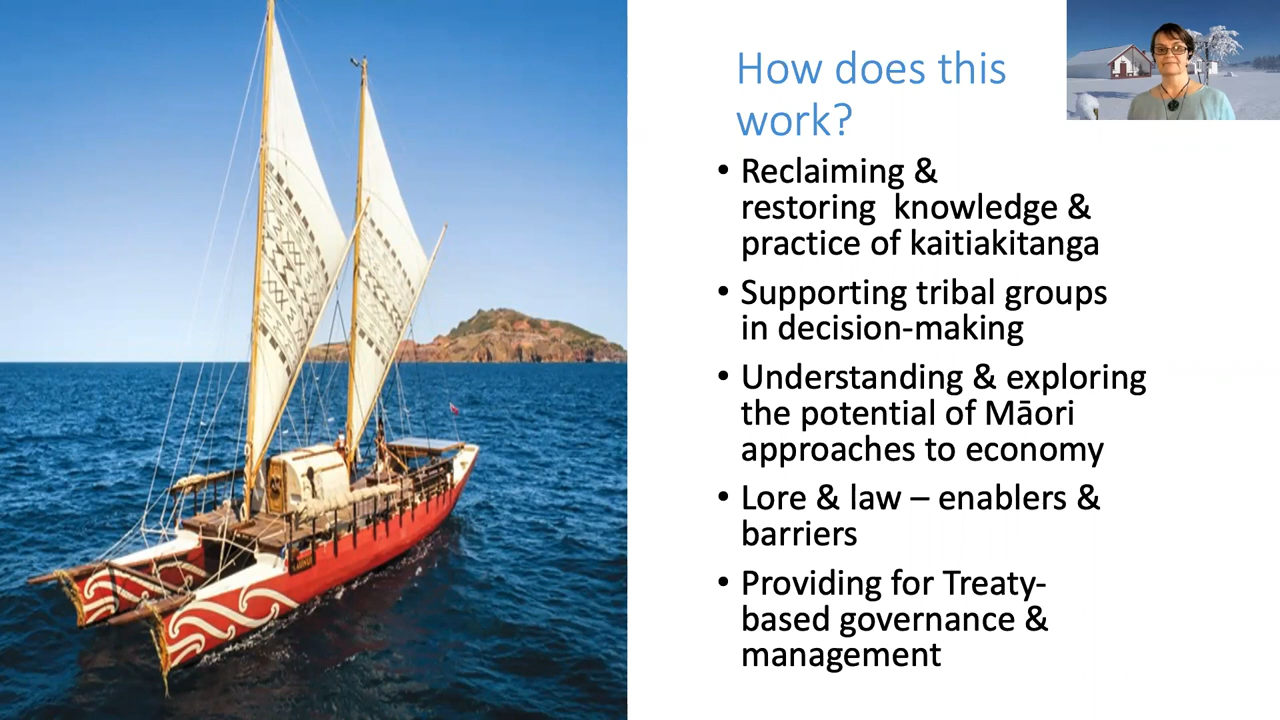 How does this
work?
• Reclaiming &
restoring knowledge &
practice of kaitiakitanga
• Supporting tribal groups
in decision-making
• Understanding & exploring
the potential of Māori
approaches to economy
• Lore & law – enablers &
barriers
• Providing for Treaty-
based governance &
management